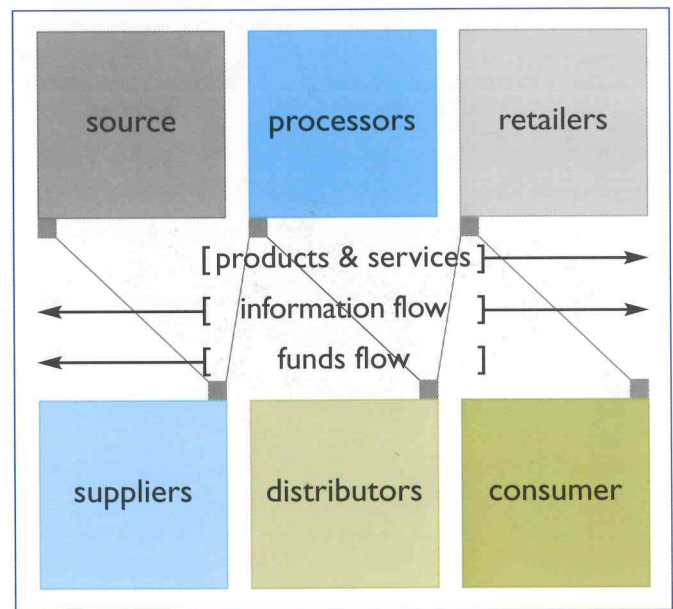 source processors retailers
[products & services]
[ information flow ]
[ funds flow ]
suppliers distributors consumer